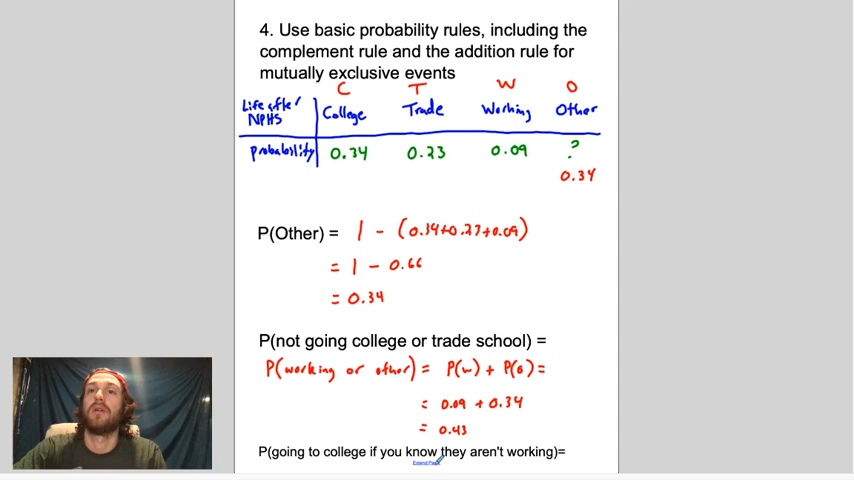 4. Use basic probability rules, including the
complement rule and the addition rule for
mutually exclusive events
C T W O
Life after College Trade Working Other
NPHS
probability 0.34 0.23 0.09 ?
0.34
P(Other) = 1 - (0.34+0.23+0.09)
= 1 - 0.66
= 0.34
P(not going college or trade school) =
P(working or other) = P(w) + P(o) =
= 0.09 + 0.34
= 0.43
P(going to college if you know they aren't working)=
Extend Page